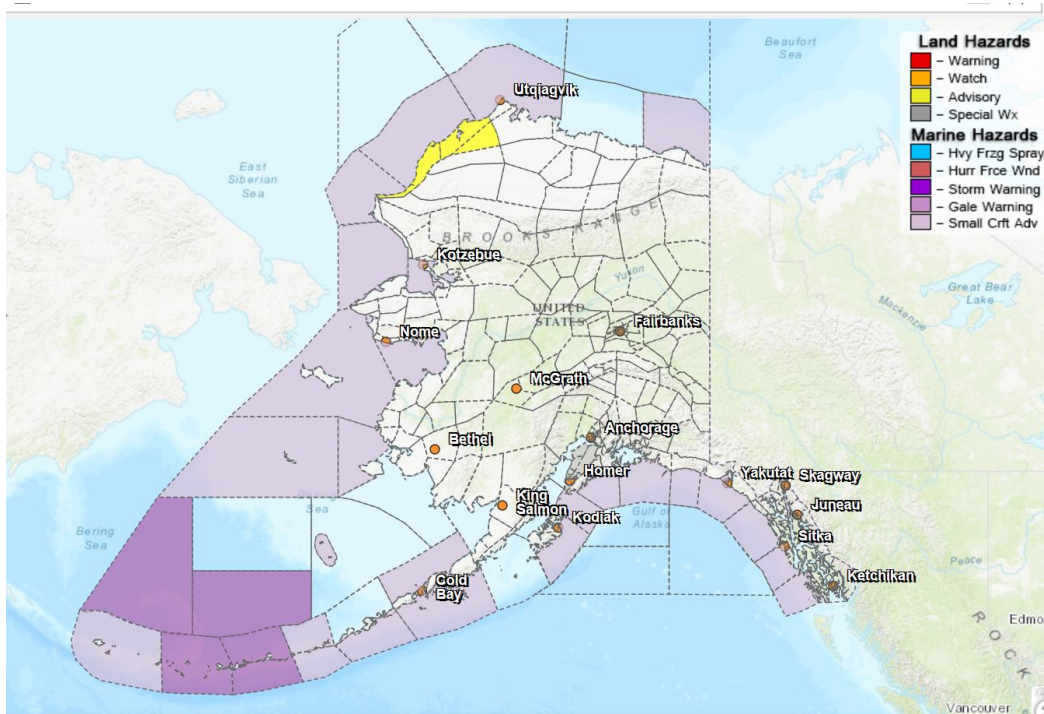 Beaufort
Sea
Land Hazards
– Warning
– Watch
– Advisory
– Special Wx
Marine Hazards
– Hvy Frzg Spray
– Hurr Frce Wnd
– Storm Warning
– Gale Warning
– Small Crft Adv
Utqiagvik
East
Siberian
Sea
BROOKS RANGE
Kotzebue
Yukon
Great Bear
Lake
Mackenzie
UNITED
STATES
Nome
Fairbanks
McGrath
Bethel
Anchorage
Homer
Yakutat
Skagway
King
Salmon
Kodiak
Gulf of
Alaska
Juneau
Sitka
Bering
Sea
Sea
Cold
Bay
Ketchikan
Peace
ROCK
Edmo
Vancouver